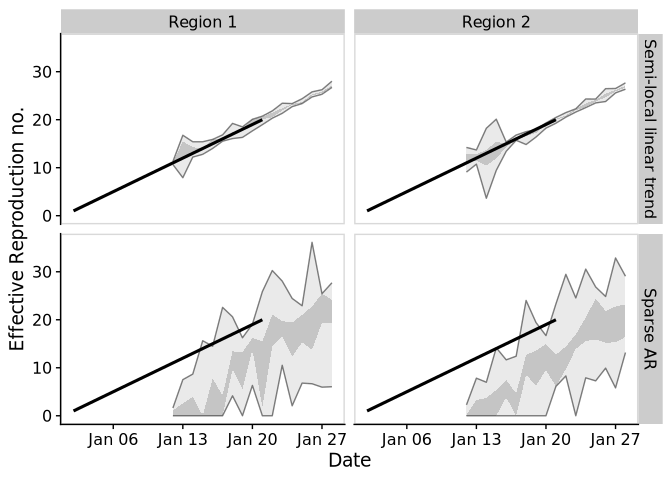 Region 1
Region 2
Effective Reproduction no.
30
20
10
0
Semi-local linear trend
30
20
10
0
Sparse AR
Jan 06
Jan 13
Jan 20
Jan 27
Jan 06
Jan 13
Jan 20
Jan 27
Date